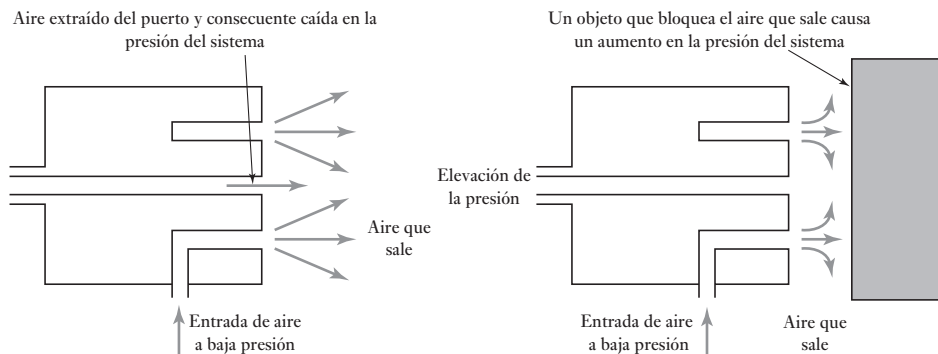 Aire extraído del puerto y consecuente caída en la
presión del sistema
Aire que
sale
Entrada de aire
a baja presión
Un objeto que bloquea el aire que sale causa
un aumento en la presión del sistema
Elevación de
la presión
Entrada de aire
a baja presión
Aire que
sale